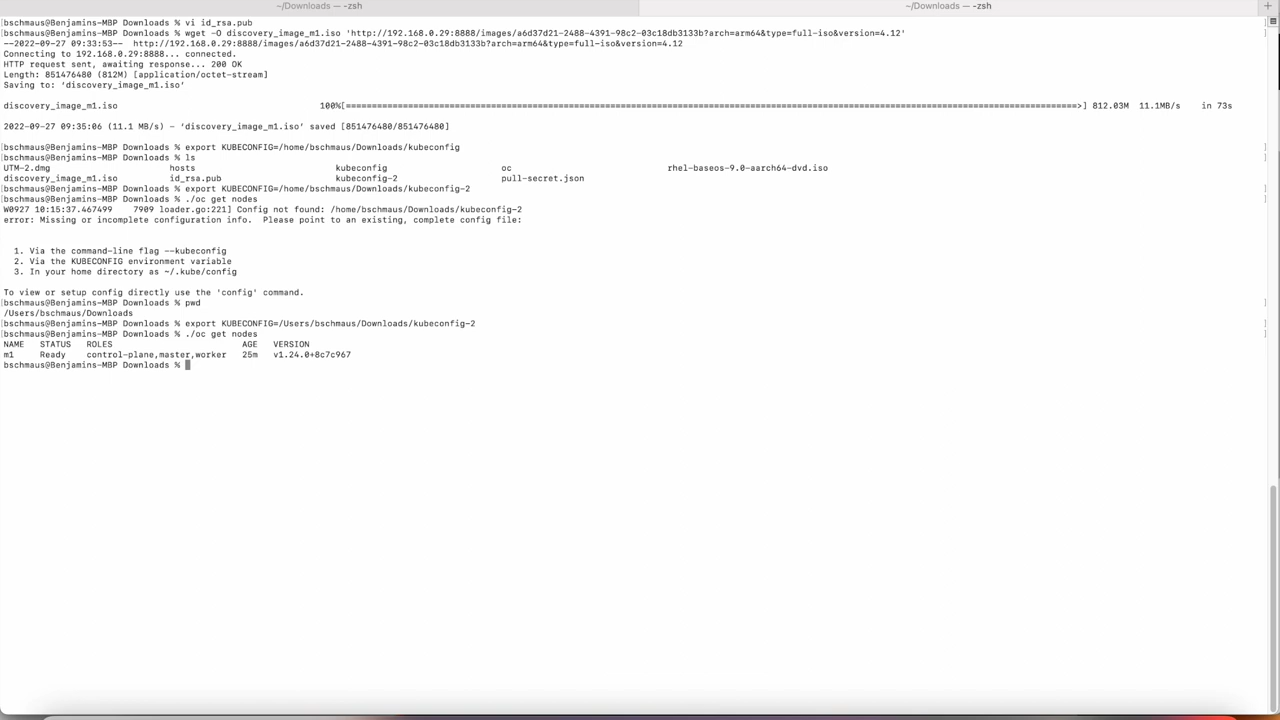 ~/Downloads — -zsh
~/Downloads — -zsh
+
[bschmaus@Benjamins-MBP Downloads % vi id_rsa.pub
[bschmaus@Benjamins-MBP Downloads % wget -O discovery_image_m1.iso 'http://192.168.0.29:8888/images/a6d37d21-2488-4391-98c2-03c18db3133b?arch=arm64&type=full-iso&version=4.12'
--2022-09-27 09:33:53-- http://192.168.0.29:8888/images/a6d37d21-2488-4391-98c2-03c18db3133b?arch=arm64&type=full-iso&version=4.12
Connecting to 192.168.0.29:8888... connected.
HTTP request sent, awaiting response... 200 OK
Length: 851476480 (812M) [application/octet-stream]
Saving to: ‘discovery_image_m1.iso’
discovery_image_m1.iso 100%[===============================================================================================================================================>] 812.03M 11.1MB/s in 73s
2022-09-27 09:35:06 (11.1 MB/s) – ‘discovery_image_m1.iso’ saved [851476480/851476480]
[bschmaus@Benjamins-MBP Downloads % export KUBECONFIG=/home/bschmaus/kubeconfig
[bschmaus@Benjamins-MBP Downloads % ls
UTM-2.dmg hosts kubeconfig oc rhel-baseos-9.0-aarch64-dvd.iso
discovery_image_m1.iso id_rsa.pub kubeconfig-2 pull-secret.json
[bschmaus@Benjamins-MBP Downloads % export KUBECONFIG=/home/bschmaus/Downloads/kubeconfig-2
[bschmaus@Benjamins-MBP Downloads % ./oc get nodes
W0927 10:15:37.467499 7909 loader.go:221] Config not found: /home/bschmaus/Downloads/kubeconfig-2
error: Missing or incomplete configuration info. Please point to an existing, complete config file:
1. Via the command-line flag --kubeconfig
2. Via the KUBECONFIG environment variable
3. In your home directory as ~/.kube/config
To view or setup config directly use the 'config' command.
[bschmaus@Benjamins-MBP Downloads % pwd
/Users/bschmaus/Downloads
[bschmaus@Benjamins-MBP Downloads % export KUBECONFIG=/Users/bschmaus/Downloads/kubeconfig-2
[bschmaus@Benjamins-MBP Downloads % ./oc get nodes
NAME STATUS ROLES AGE VERSION
m1 Ready control-plane,master,worker 25m v1.24.0+8c7c967
bschmaus@Benjamins-MBP Downloads %